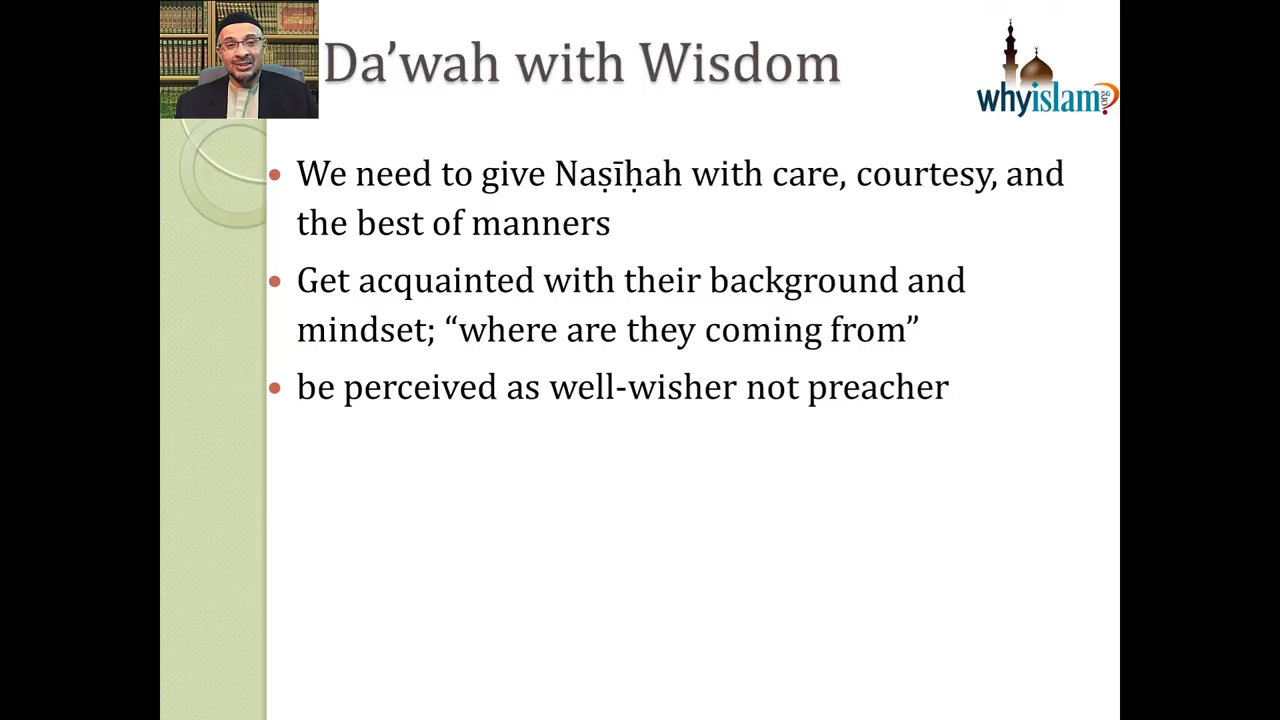 Da’wah with Wisdom
whyislam?
.org
• We need to give Naṣīḥah with care, courtesy, and
the best of manners
• Get acquainted with their background and
mindset; “where are they coming from”
• be perceived as well-wisher not preacher